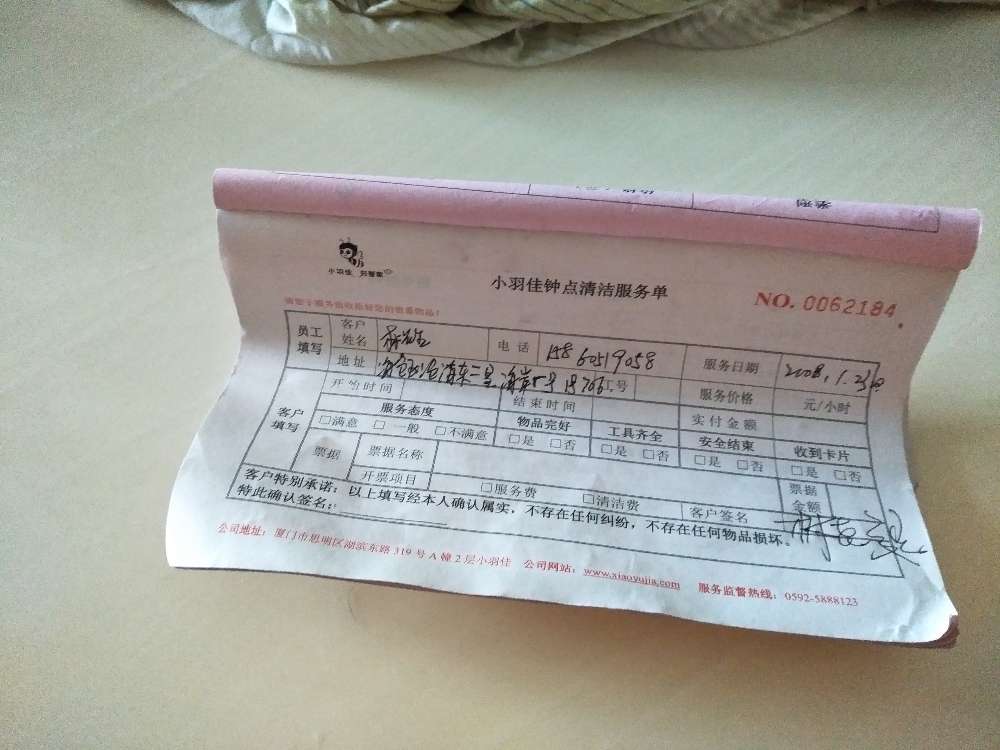 小羽佳 好管家
小羽佳钟点清洁服务单
NO. 0062184
员工填写 客户姓名 电话 15860519058 服务日期 2008.1.23
地址 工号 服务价格 元/小时
开始时间 结束时间 实付金额
客户填写 服务态度 物品完好 工具齐全 安全结束 收到卡片
□满意 □一般 □不满意 □是 □否 □是 □否 □是 □否 □是 □否
票据 票据名称 票据金额
开票项目 □服务费 □清洁费 客户签名
客户特别承诺：以上填写经本人确认属实，不存在任何纠纷，不存在任何物品损坏。
特此确认签名：
公司地址：厦门市思明区湖滨东路 319 号 A 幢 2 层小羽佳 公司网站：www.xiaoyujia.com 服务监督热线：0592-5888123